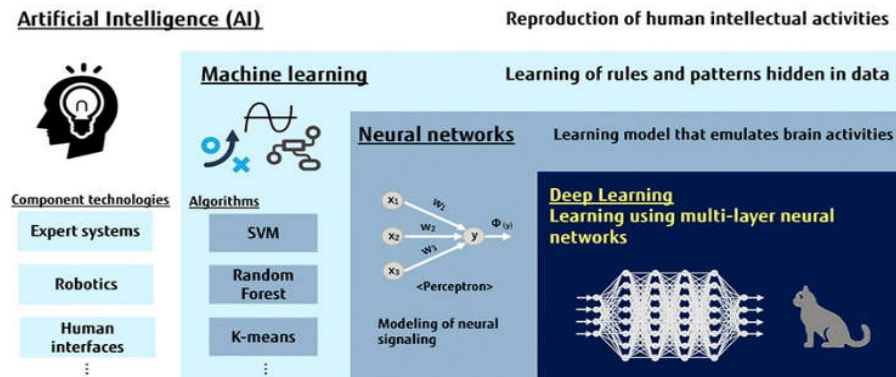 Artificial Intelligence (AI)
Reproduction of human intellectual activities
Machine learning
Learning of rules and patterns hidden in data
Neural networks
Learning model that emulates brain activities
Component technologies
Expert systems
Robotics
Human
interfaces
⋮
Algorithms
SVM
Random
Forest
K-means
⋮
x₁
x₂
x₃
w₁
w₂
w₃
y
Φ(y)
<Perceptron>
Modeling of neural
signaling
Deep Learning
Learning using multi-layer neural
networks